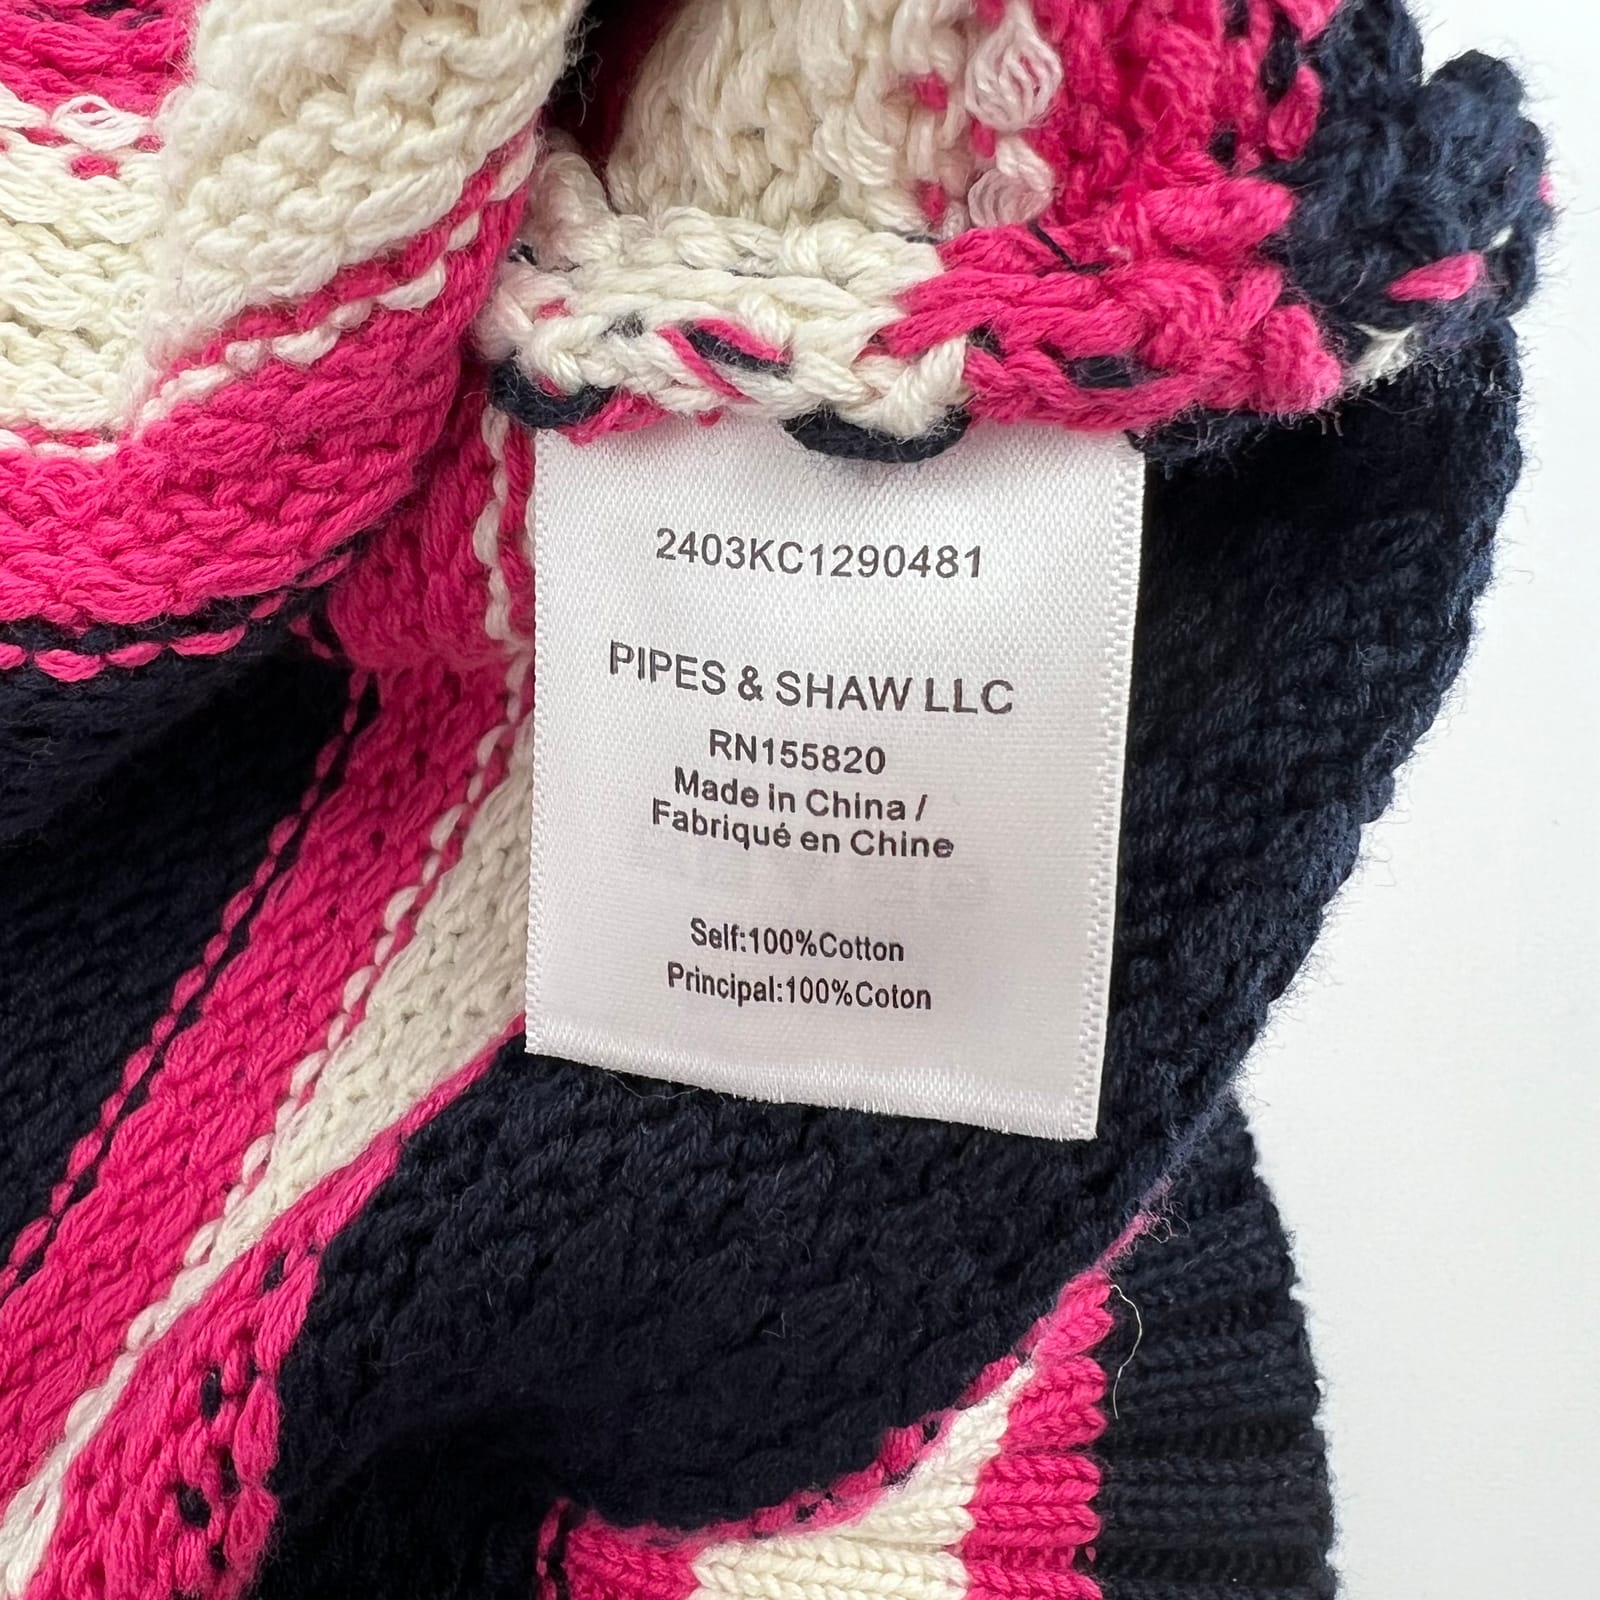 2403KC1290481
PIPES & SHAW LLC
RN155820
Made in China /
Fabriqué en Chine
Self:100%Cotton
Principal:100%Coton